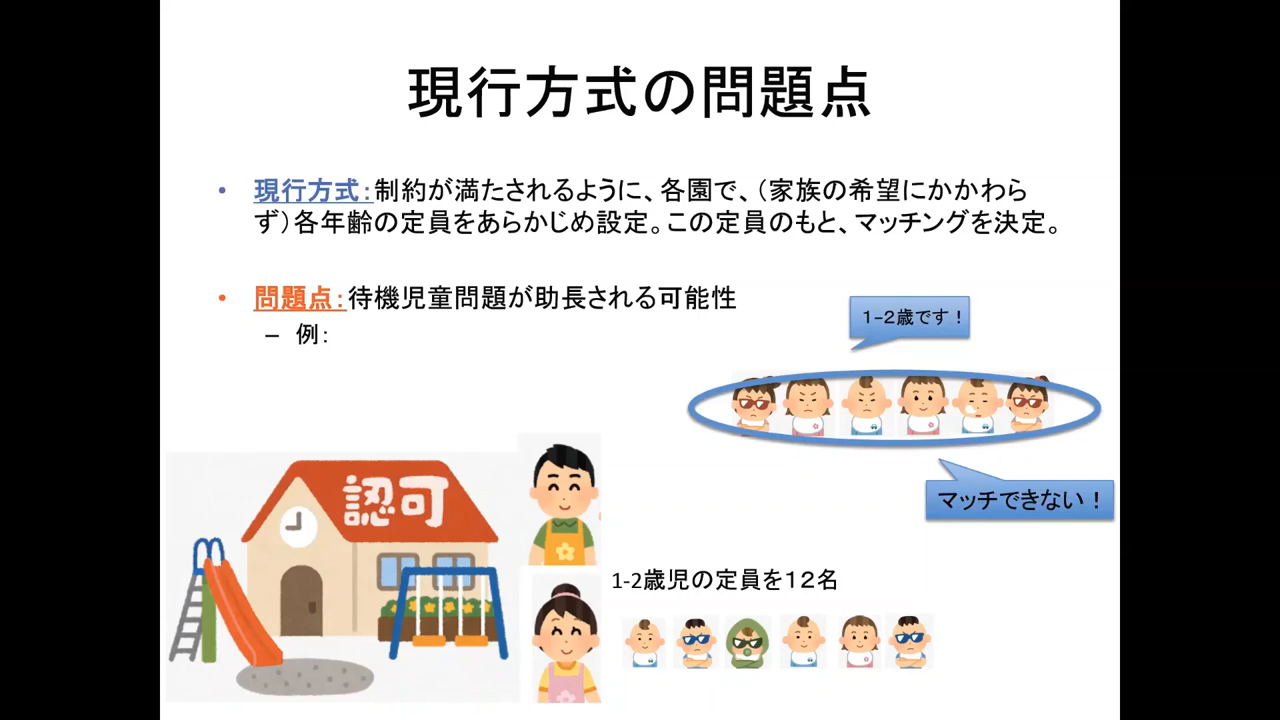 現行方式の問題点
• 現行方式:制約が満たされるように、各園で、(家族の希望にかかわら
ず)各年齢の定員をあらかじめ設定。この定員のもと、マッチングを決定。
• 問題点:待機児童問題が助長される可能性
– 例:
1-2歳です!
マッチできない!
認可
1-2歳児の定員を12名